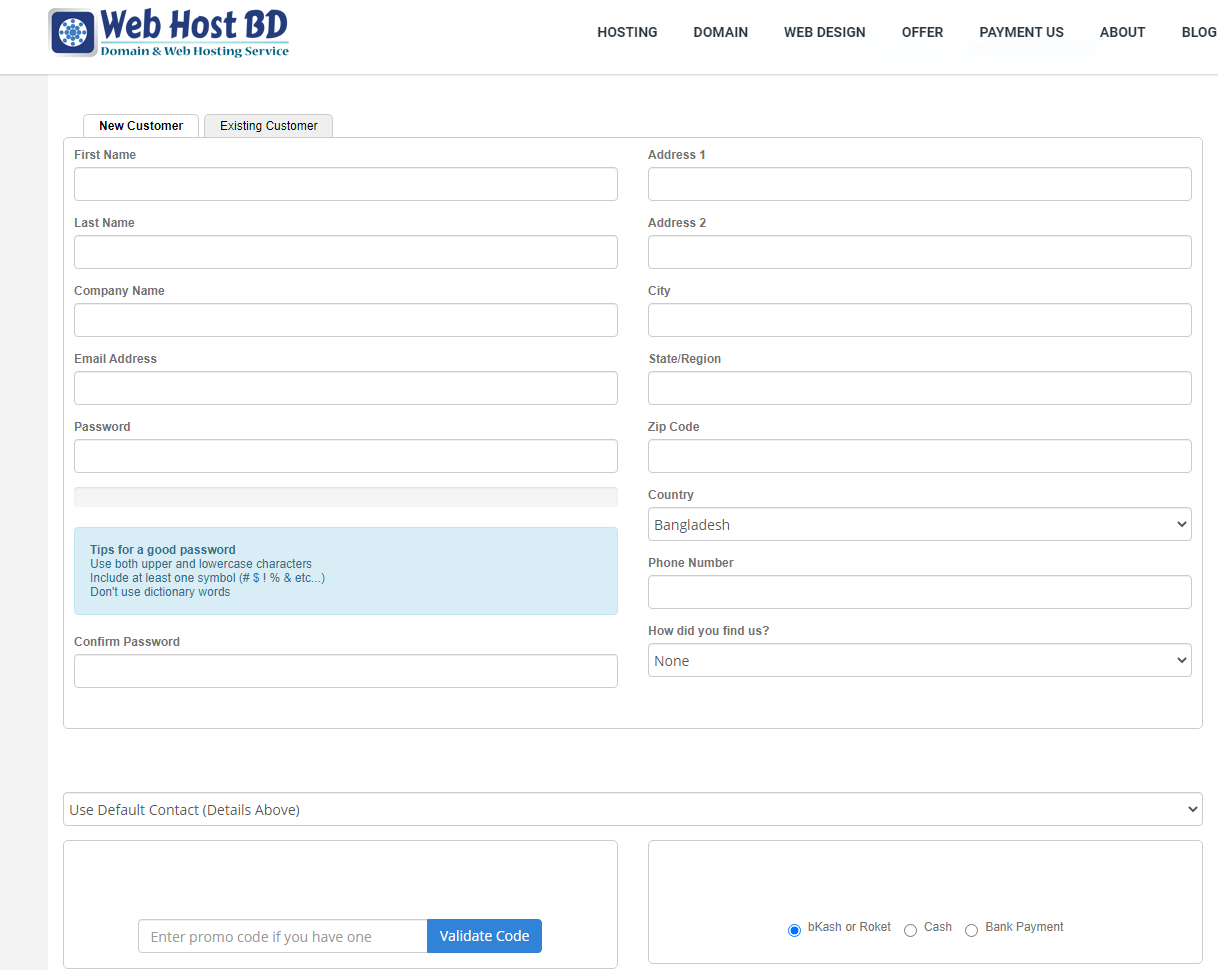 Web Host BD
Domain & Web Hosting Service
HOSTING DOMAIN WEB DESIGN OFFER PAYMENT US ABOUT BLOG
New Customer Existing Customer
First Name
Last Name
Company Name
Email Address
Password
Tips for a good password
Use both upper and lowercase characters
Include at least one symbol (# $ ! % & etc...)
Don't use dictionary words
Confirm Password
Address 1
Address 2
City
State/Region
Zip Code
Country
Bangladesh
Phone Number
How did you find us?
None
Use Default Contact (Details Above)
Enter promo code if you have one Validate Code
bKash or Roket Cash Bank Payment